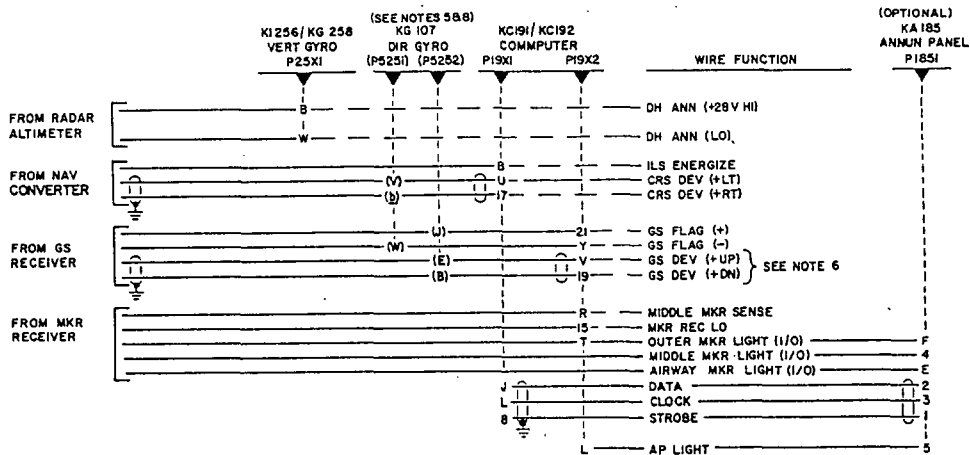 (OPTIONAL)
(SEE NOTES 5&8) KA 185
KI 256/ KG 258 KG 107 KC191/ KC192 ANNUN PANEL
VERT GYRO DIR GYRO COMMPUTER P1851
P25X1 (P5251) (P5252) P19X1 P19X2 WIRE FUNCTION
FROM RADAR ALTIMETER
B DH ANN (+28V HI)
W DH ANN (LO)
FROM NAV CONVERTER
B ILS ENERGIZE
(V) U CRS DEV (+LT)
(b) 17 CRS DEV (+RT)
FROM GS RECEIVER
(J) 21 GS FLAG (+)
(W) Y GS FLAG (-)
(E) V GS DEV (+UP)
SEE NOTE 6
(B) 19 GS DEV (+DN)
FROM MKR RECEIVER
R MIDDLE MKR SENSE
15 MKR REC LO
T OUTER MKR LIGHT (I/O) F
MIDDLE MKR LIGHT (I/O) 4
AIRWAY MKR LIGHT (I/O) E
J DATA 2
L CLOCK 3
8 STROBE 1
L AP LIGHT 5